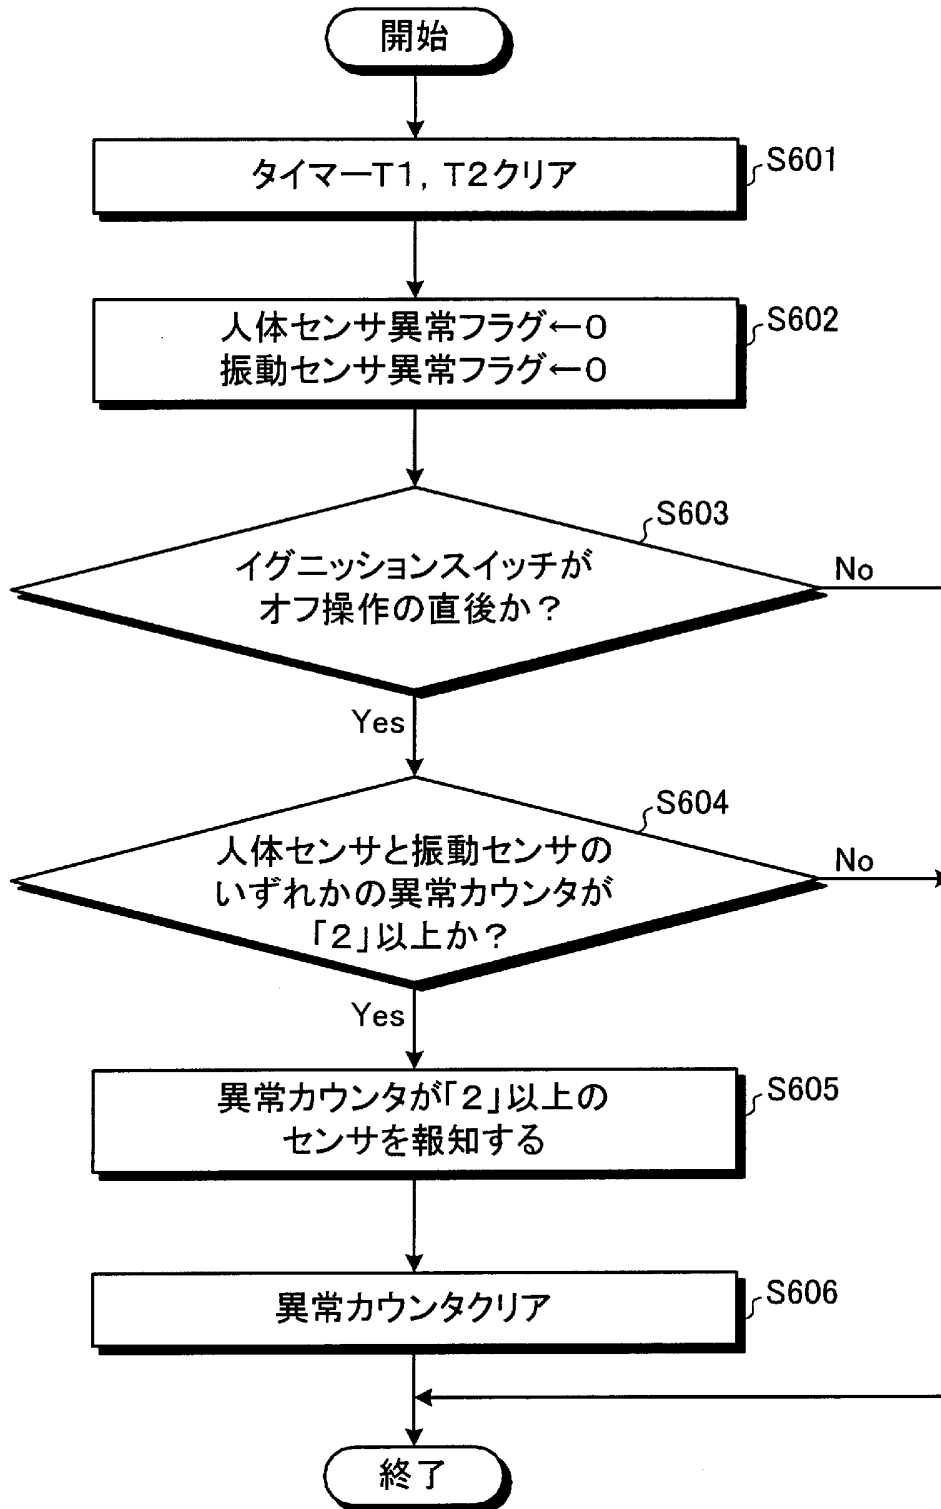 開始
タイマーT1，T2クリア
S601
人体センサ異常フラグ←0
振動センサ異常フラグ←0
S602
イグニッションスイッチが
オフ操作の直後か？
S603
No
Yes
人体センサと振動センサの
いずれかの異常カウンタが
「2」以上か？
S604
No
Yes
異常カウンタが「2」以上の
センサを報知する
S605
異常カウンタクリア
S606
終了